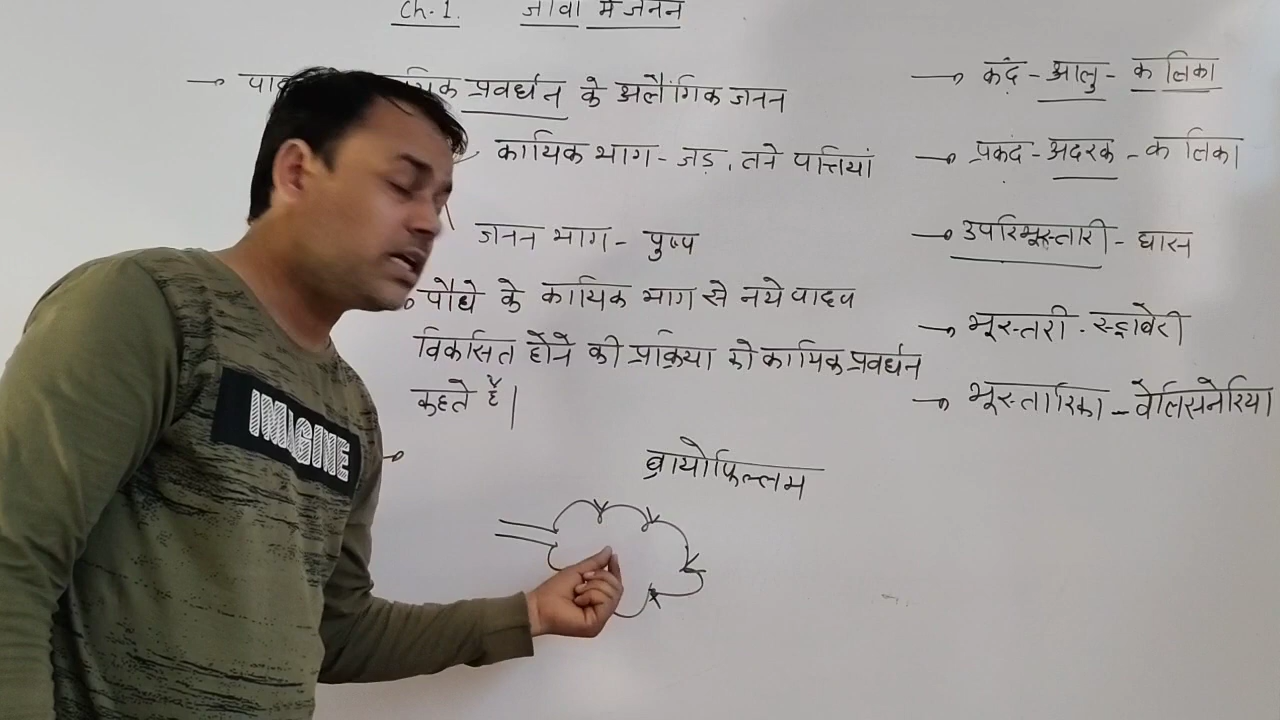 Ch. 1. जीवों में जनन
→ प्रवर्धन के अलैंगिक जनन
कायिक भाग - जड़, तने पत्तियां
जनन भाग - पुष्प
पौधे के कायिक भाग से नये पादप
विकसित होने की प्रक्रिया को कायिक प्रवर्धन
कहते हैं।
ब्रायोफिल्लम
→ कंद - आलु - कलिका
→ प्रकंद - अदरक - कलिका
→ उपरिभूस्तारी - घास
→ भूस्तरी - स्ट्रावेरी
→ भूस्तारिका - वेलिसनेरिया
IMAGINE